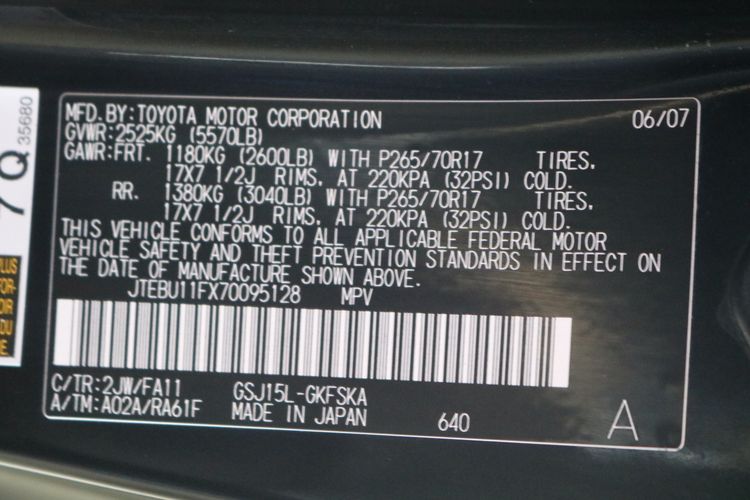 MFD.BY:TOYOTA MOTOR CORPORATION 06/07
GVWR:2525KG (5570LB)
GAWR:FRT. 1180KG (2600LB) WITH P265/70R17 TIRES,
17X7 1/2J RIMS, AT 220KPA (32PSI) COLD.
RR. 1380KG (3040LB) WITH P265/70R17 TIRES,
17X7 1/2J RIMS, AT 220KPA (32PSI) COLD.
THIS VEHICLE CONFORMS TO ALL APPLICABLE FEDERAL MOTOR
VEHICLE SAFETY AND THEFT PREVENTION STANDARDS IN EFFECT ON
THE DATE OF MANUFACTURE SHOWN ABOVE.
JTEBU11FX70095128 MPV
C/TR:2JW/FA11 GSJ15L-GKFSKA
A/TM:A02A/RA61F MADE IN JAPAN 640 A
7Q 35680